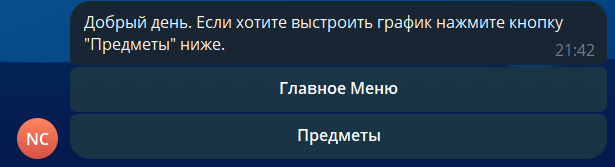 Добрый день. Если хотите выстроить график нажмите кнопку
"Предметы" ниже.
21:42
Главное Меню
NC
Предметы